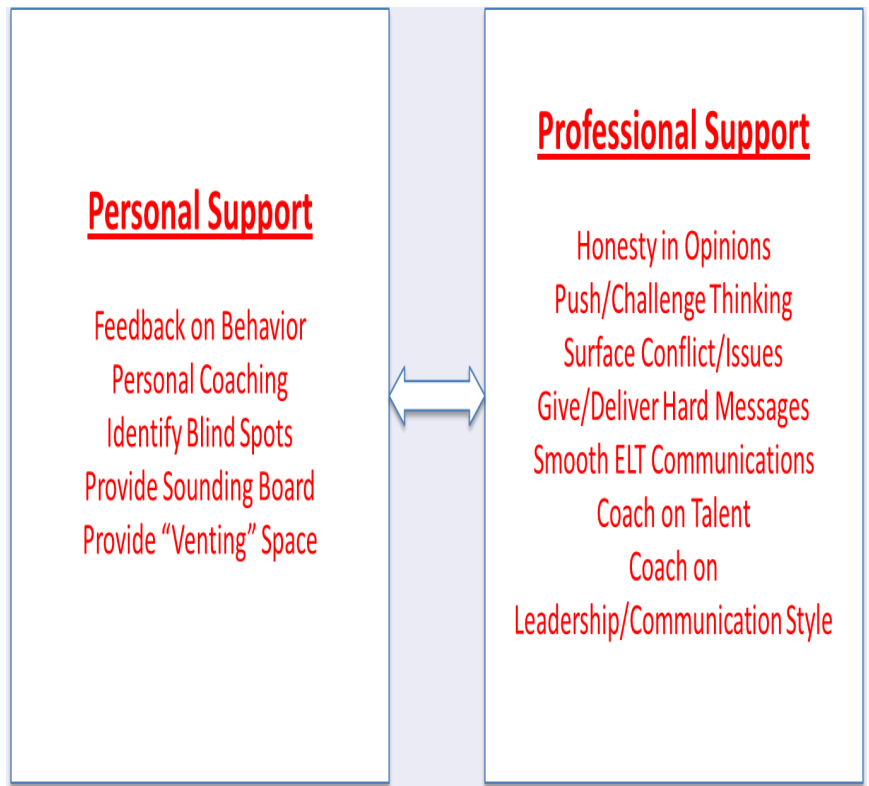 Personal Support
Feedback on Behavior
Personal Coaching
Identify Blind Spots
Provide Sounding Board
Provide “Venting” Space
Professional Support
Honesty in Opinions
Push/Challenge Thinking
Surface Conflict/Issues
Give/Deliver Hard Messages
Smooth ELT Communications
Coach on Talent
Coach on
Leadership/Communication Style